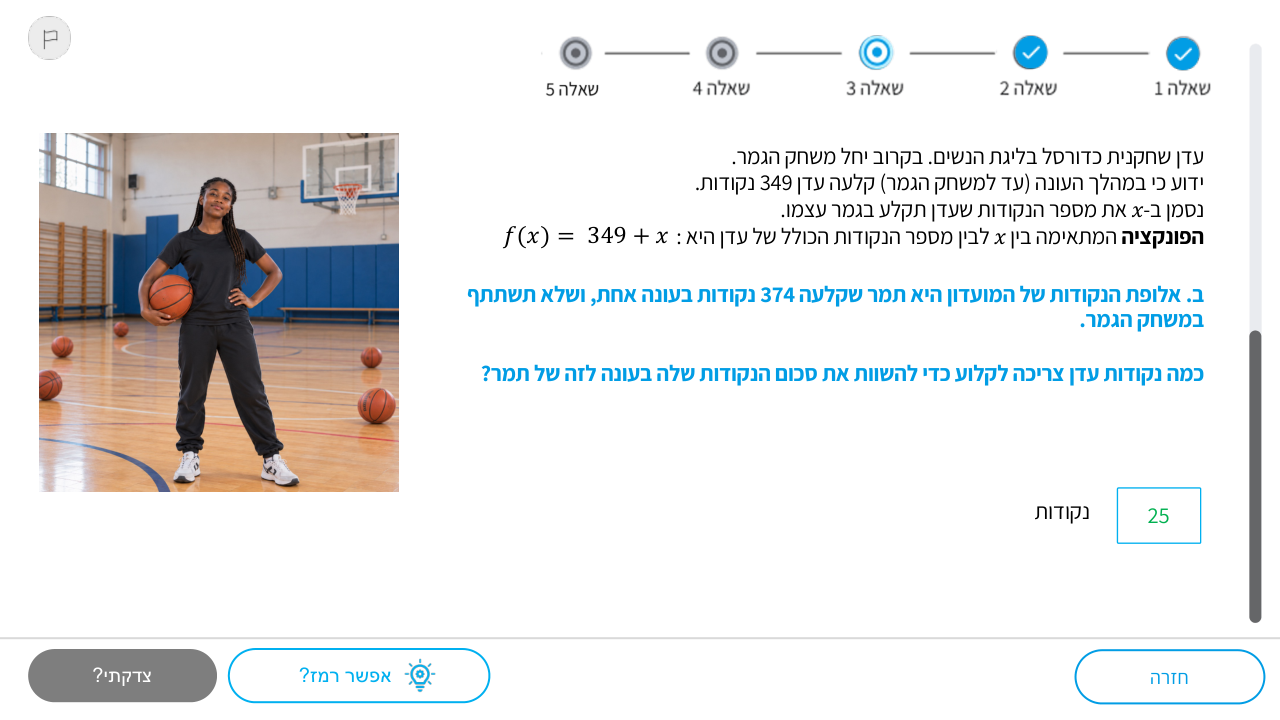 שאלה 1
שאלה 2
שאלה 3
שאלה 4
שאלה 5
עדן שחקנית כדורסל בליגת הנשים. בקרוב יחל משחק הגמר.
ידוע כי במהלך העונה (עד למשחק הגמר) קלעה עדן 349 נקודות.
נסמן ב-x את מספר הנקודות שעדן תקלע בגמר עצמו.
הפונקציה המתאימה בין x לבין מספר הנקודות הכולל של עדן היא : f(x) = 349 + x
ב. אלופת הנקודות של המועדון היא תמר שקלעה 374 נקודות בעונה אחת, ושלא תשתתף
במשחק הגמר.
כמה נקודות עדן צריכה לקלוע כדי להשוות את סכום הנקודות שלה בעונה לזה של תמר?
25 נקודות
חזרה
אפשר רמז?
צדקתי?